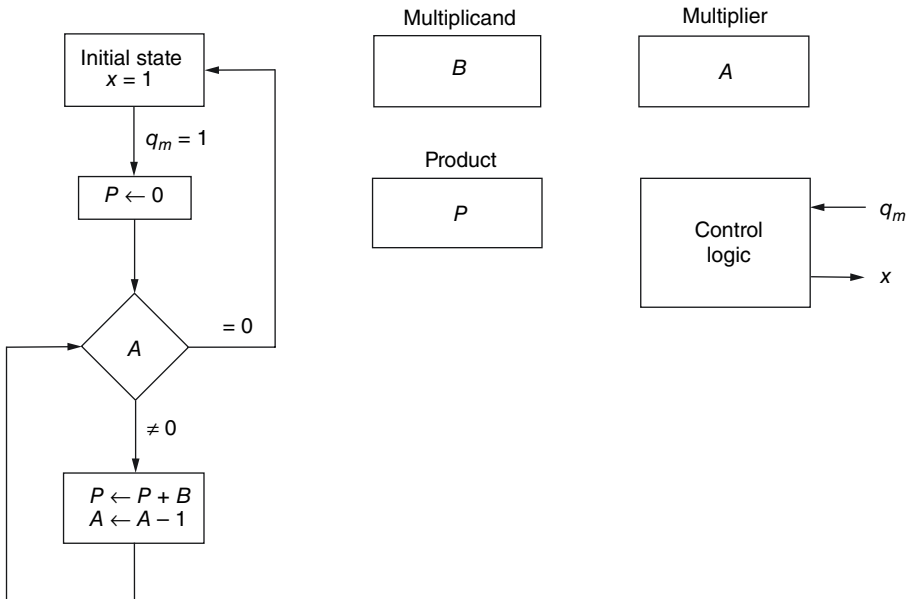 Initial state
x = 1
q_m = 1
P ← 0
A
= 0
≠ 0
P ← P + B
A ← A – 1
Multiplicand
B
Multiplier
A
Product
P
Control
logic
q_m
x